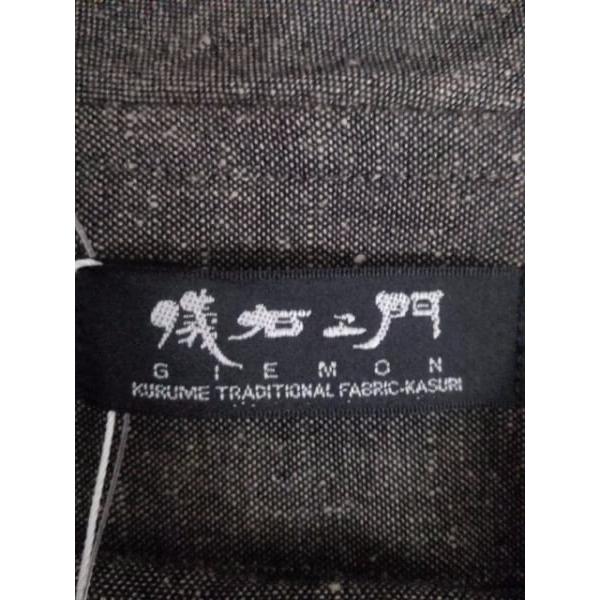 儀右ヱ門
GIEMON
KURUME TRADITIONAL FABRIC-KASURI